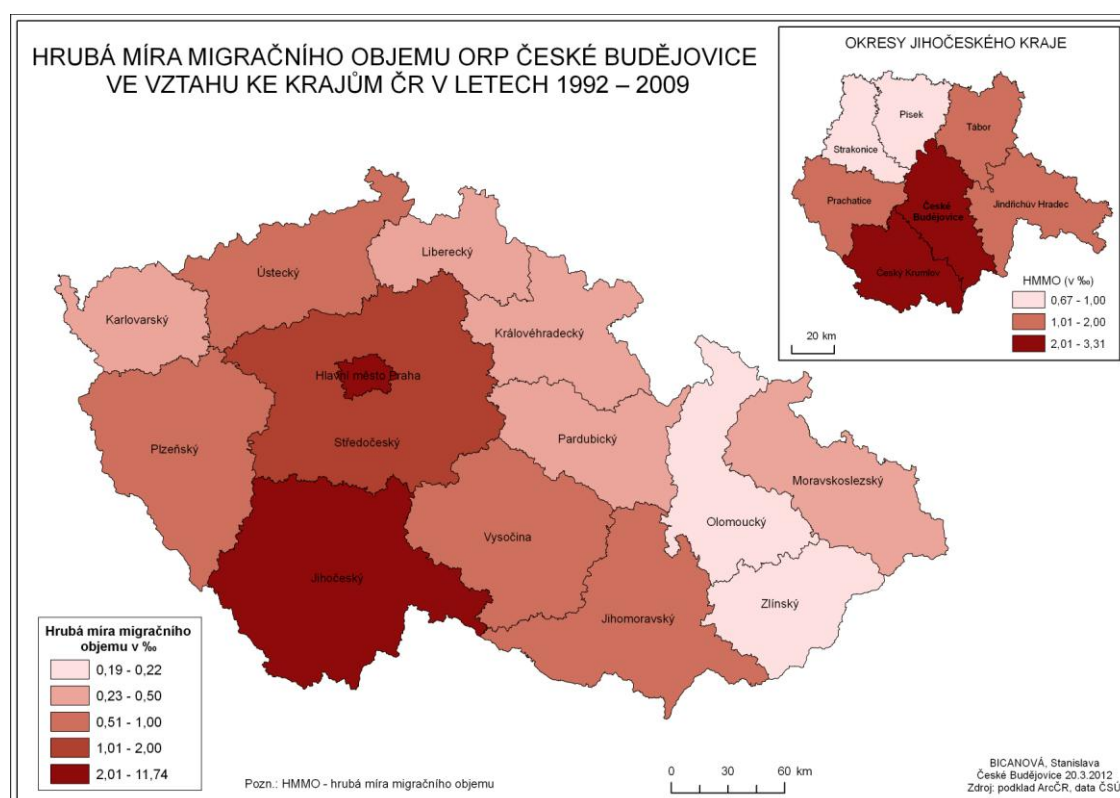 HRUBÁ MÍRA MIGRAČNÍHO OBJEMU ORP ČESKÉ BUDĚJOVICE
VE VZTAHU KE KRAJŮM ČR V LETECH 1992 – 2009
OKRESY JIHOČESKÉHO KRAJE
Písek
Tábor
Strakonice
Prachatice
České
Budějovice
Jindřichův Hradec
Český Krumlov
HMMO (v ‰)
0,67 - 1,00
1,01 - 2,00
2,01 - 3,31
20 km
Liberecký
Ústecký
Karlovarský
Královéhradecký
Hlavní město Praha
Středočeský
Plzeňský
Pardubický
Moravskoslezský
Olomoucký
Vysočina
Jihočeský
Zlínský
Jihomoravský
Hrubá míra migračního
objemu v ‰
0,19 - 0,22
0,23 - 0,50
0,51 - 1,00
1,01 - 2,00
2,01 - 11,74
Pozn.: HMMO - hrubá míra migračního objemu
0 30 60 km
BICANOVÁ, Stanislava
České Budějovice 20.3.2012
Zdroj: podklad ArcČR, data ČSÚ